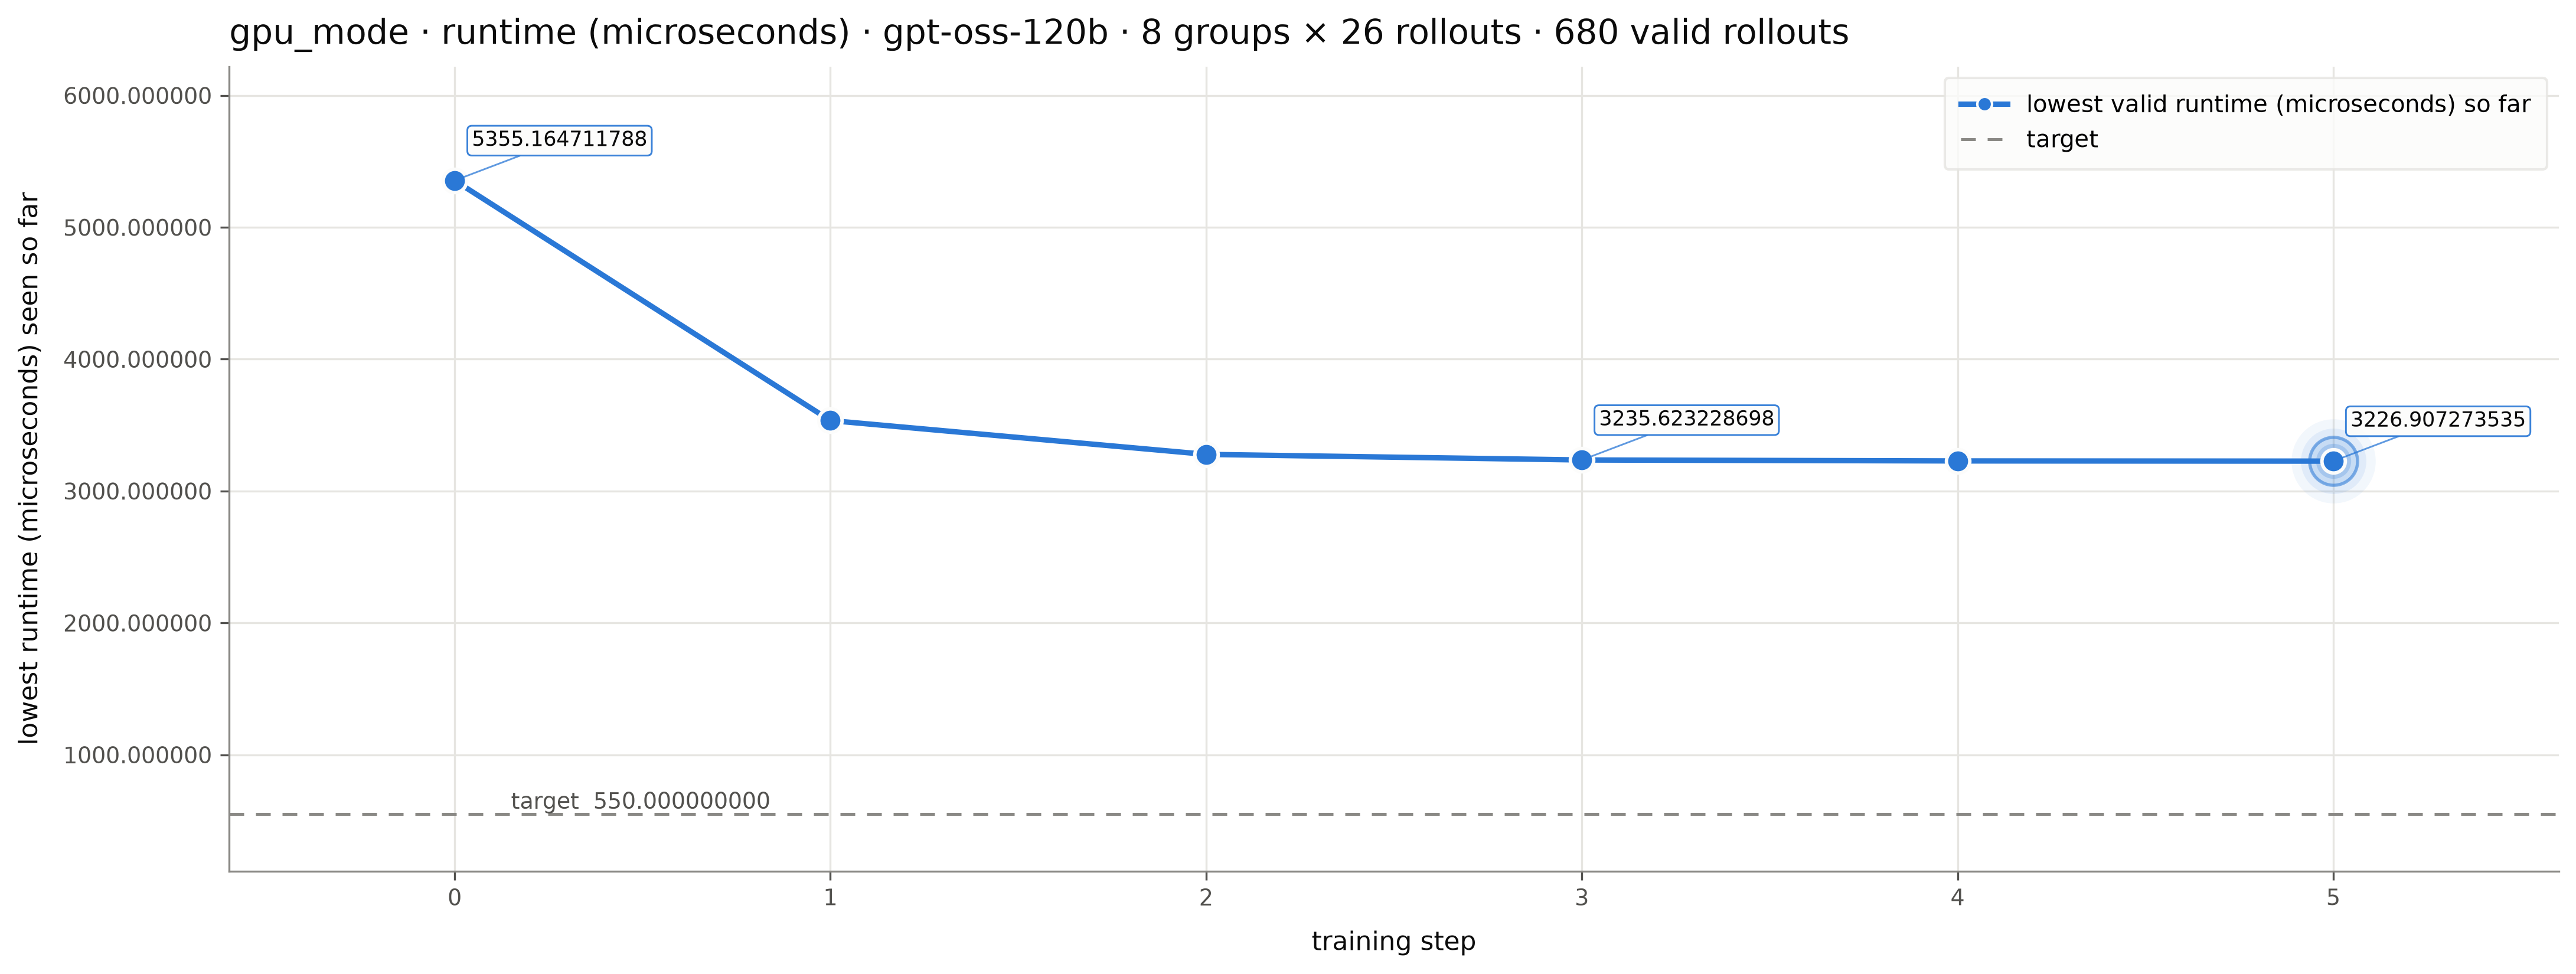 gpu_mode · runtime (microseconds) · gpt-oss-120b · 8 groups × 26 rollouts · 680 valid rollouts
lowest valid runtime (microseconds) so far
target
lowest runtime (microseconds) seen so far
6000.000000
5000.000000
4000.000000
3000.000000
2000.000000
1000.000000
5355.164711788
3235.623228698
3226.907273535
target 550.000000000
0 1 2 3 4 5
training step